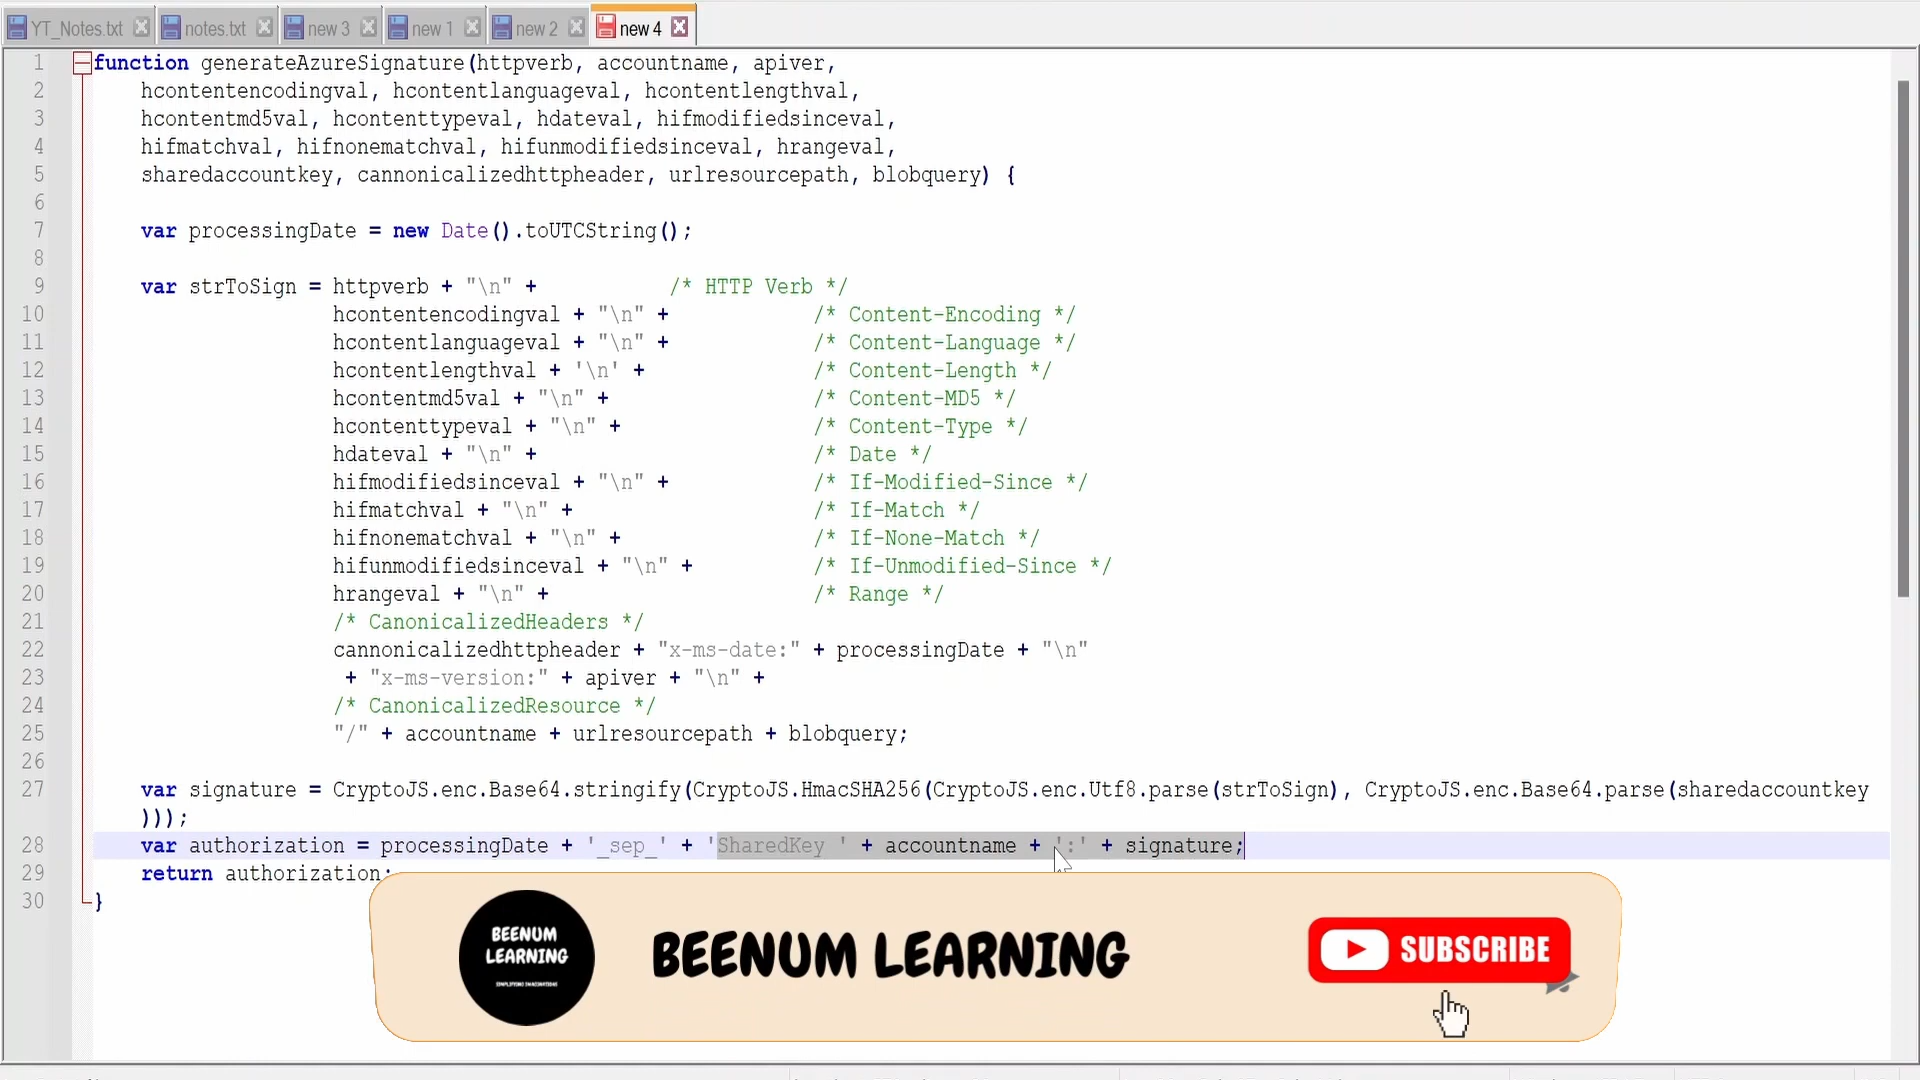 YT_Notes.txt notes.txt new 3 new 1 new 2 new 4
1 function generateAzureSignature(httpverb, accountname, apiver,
2 hcontentencodingval, hcontentlanguageval, hcontentlengthval,
3 hcontentmd5val, hcontenttypeval, hdateval, hifmodifiedsinceval,
4 hifmatchval, hifnonematchval, hifunmodifiedsinceval, hrangeval,
5 sharedaccountkey, cannonicalizedhttpheader, urlresourcepath, blobquery) {
6
7 var processingDate = new Date().toUTCString();
8
9 var strToSign = httpverb + "\n" + /* HTTP Verb */
10 hcontentencodingval + "\n" + /* Content-Encoding */
11 hcontentlanguageval + "\n" + /* Content-Language */
12 hcontentlengthval + '\n' + /* Content-Length */
13 hcontentmd5val + "\n" + /* Content-MD5 */
14 hcontenttypeval + "\n" + /* Content-Type */
15 hdateval + "\n" + /* Date */
16 hifmodifiedsinceval + "\n" + /* If-Modified-Since */
17 hifmatchval + "\n" + /* If-Match */
18 hifnonematchval + "\n" + /* If-None-Match */
19 hifunmodifiedsinceval + "\n" + /* If-Unmodified-Since */
20 hrangeval + "\n" + /* Range */
21 /* CanonicalizedHeaders */
22 cannonicalizedhttpheader + "x-ms-date:" + processingDate + "\n"
23 + "x-ms-version:" + apiver + "\n" +
24 /* CanonicalizedResource */
25 "/" + accountname + urlresourcepath + blobquery;
26
27 var signature = CryptoJS.enc.Base64.stringify(CryptoJS.HmacSHA256(CryptoJS.enc.Utf8.parse(strToSign), CryptoJS.enc.Base64.parse(sharedaccountkey
)));
28 var authorization = processingDate + '_sep_' + 'SharedKey ' + accountname + ':' + signature;
29 return authorization;
30 }
BEENUM
LEARNING
BEENUM LEARNING
SUBSCRIBE